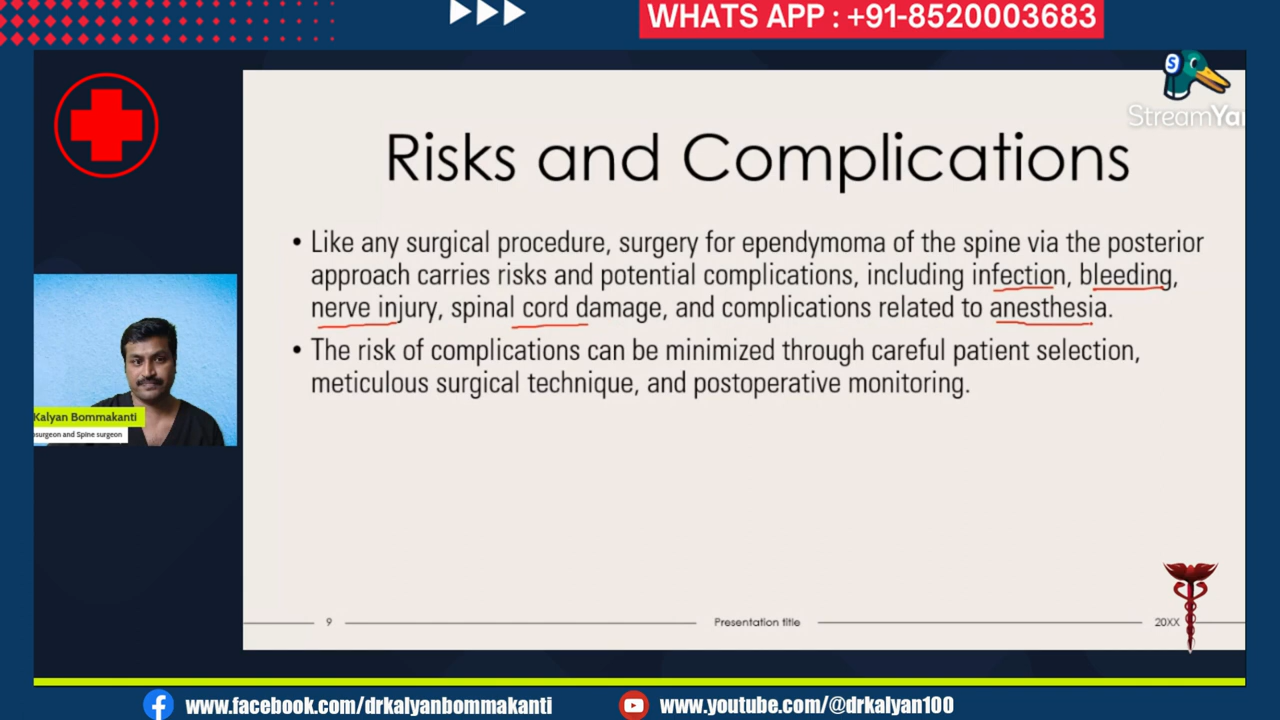 WHATS APP : +91-8520003683
S
StreamYa
Risks and Complications
• Like any surgical procedure, surgery for ependymoma of the spine via the posterior
approach carries risks and potential complications, including infection, bleeding,
nerve injury, spinal cord damage, and complications related to anesthesia.
• The risk of complications can be minimized through careful patient selection,
meticulous surgical technique, and postoperative monitoring.
Kalyan Bommakanti
osurgeon and Spine surgeon
9
Presentation title
20XX
www.facebook.com/drkalyanbommakanti
www.youtube.com/@drkalyan100